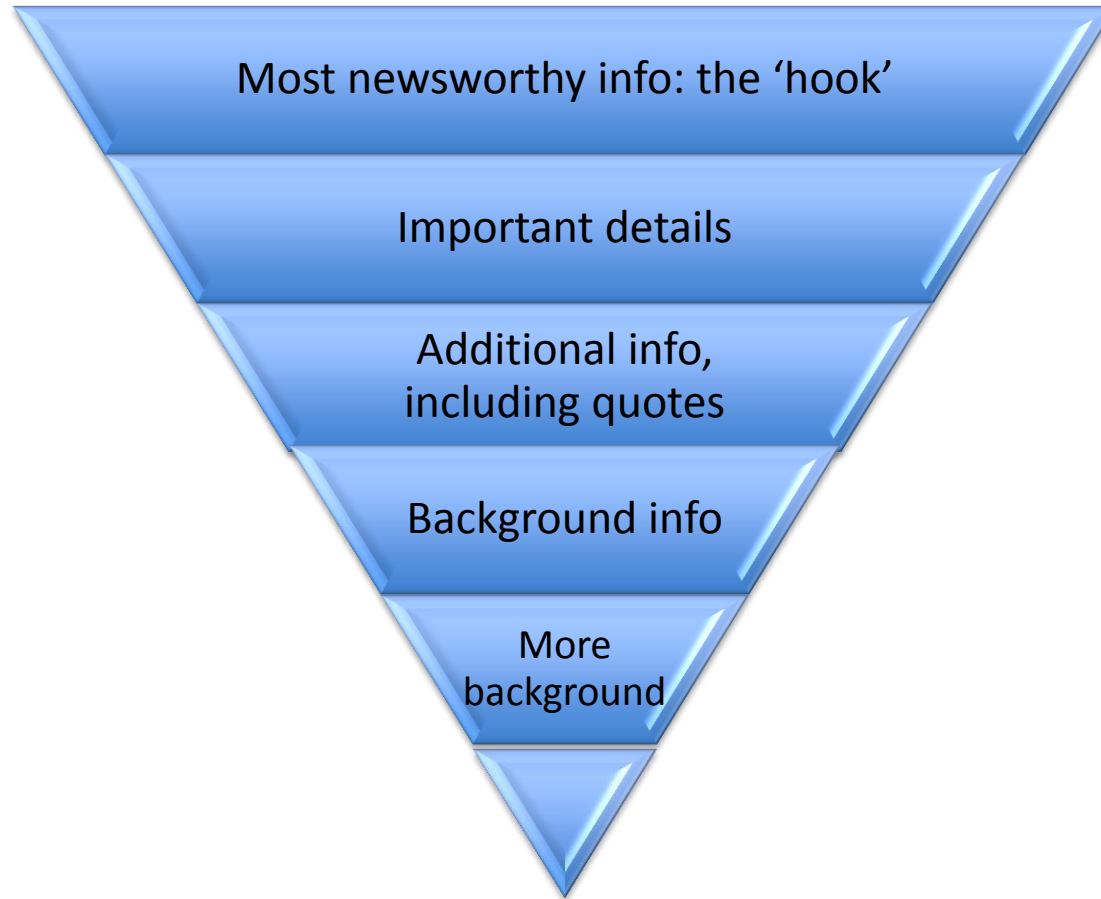 Most newsworthy info: the ‘hook’
Important details
Additional info,
including quotes
Background info
More
background